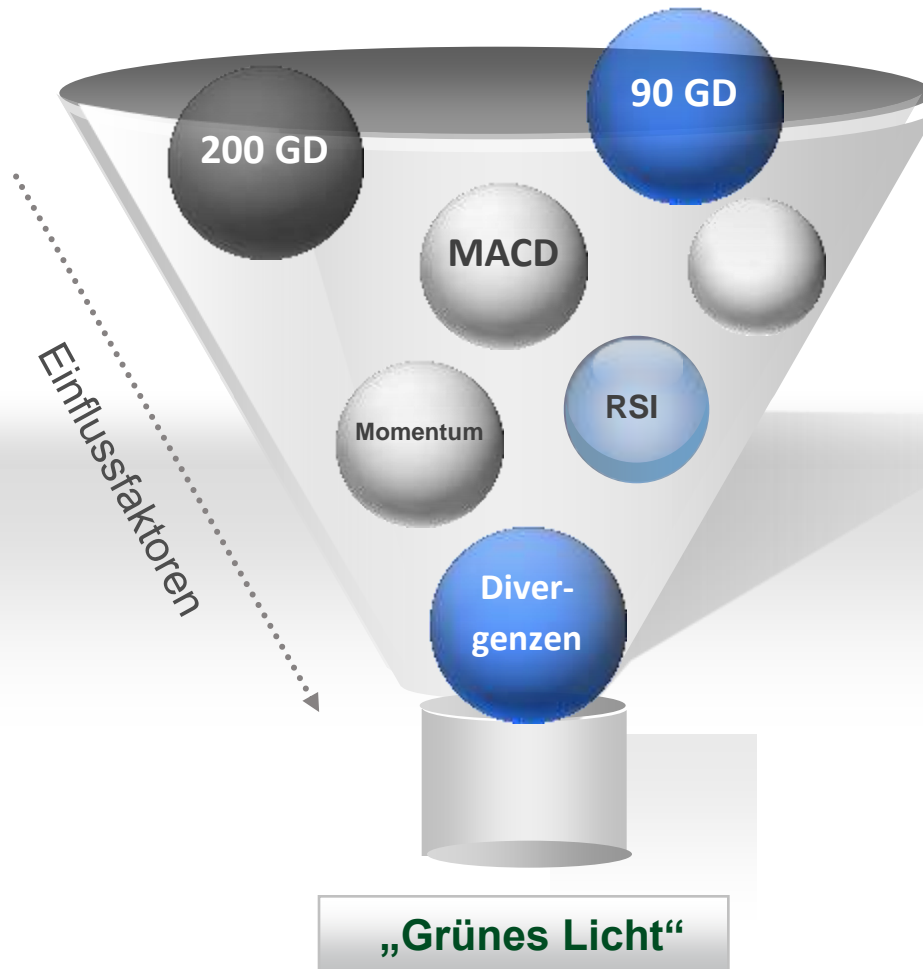 90 GD
200 GD
MACD
RSI
Momentum
Einflussfaktoren
Diver-
genzen
„Grünes Licht“